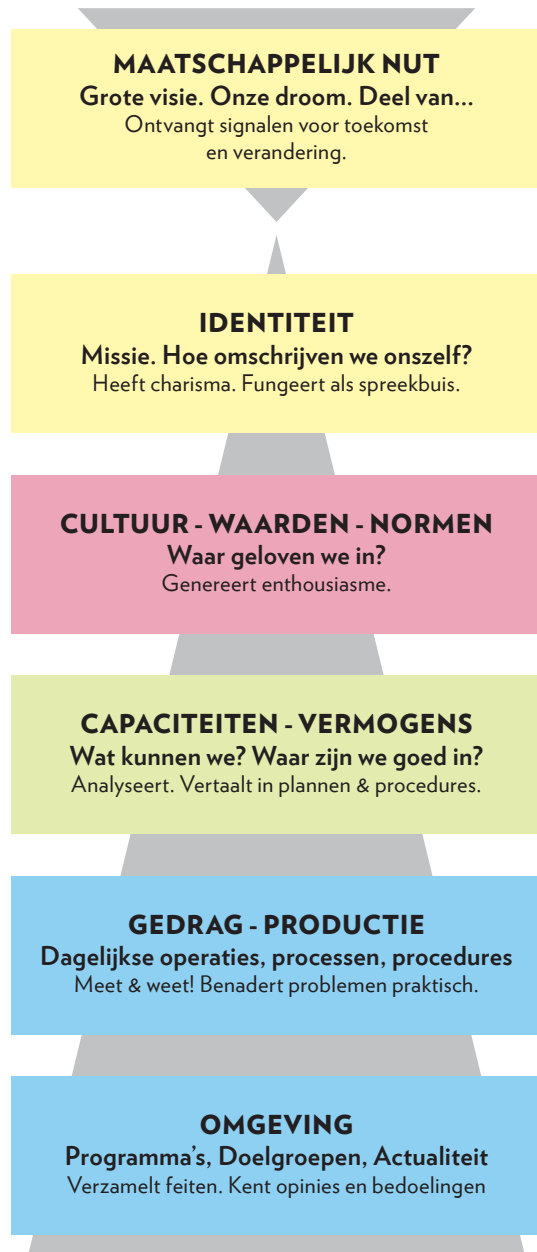 MAATSCHAPPELIJK NUT
Grote visie. Onze droom. Deel van...
Ontvangt signalen voor toekomst
en verandering.
IDENTITEIT
Missie. Hoe omschrijven we onszelf?
Heeft charisma. Fungeert als spreekbuis.
CULTUUR - WAARDEN - NORMEN
Waar geloven we in?
Genereert enthousiasme.
CAPACITEITEN - VERMOGENS
Wat kunnen we? Waar zijn we goed in?
Analyseert. Vertaalt in plannen & procedures.
GEDRAG - PRODUCTIE
Dagelijkse operaties, processen, procedures
Meet & weet! Benadert problemen praktisch.
OMGEVING
Programma's, Doelgroepen, Actualiteit
Verzamelt feiten. Kent opinies en bedoelingen